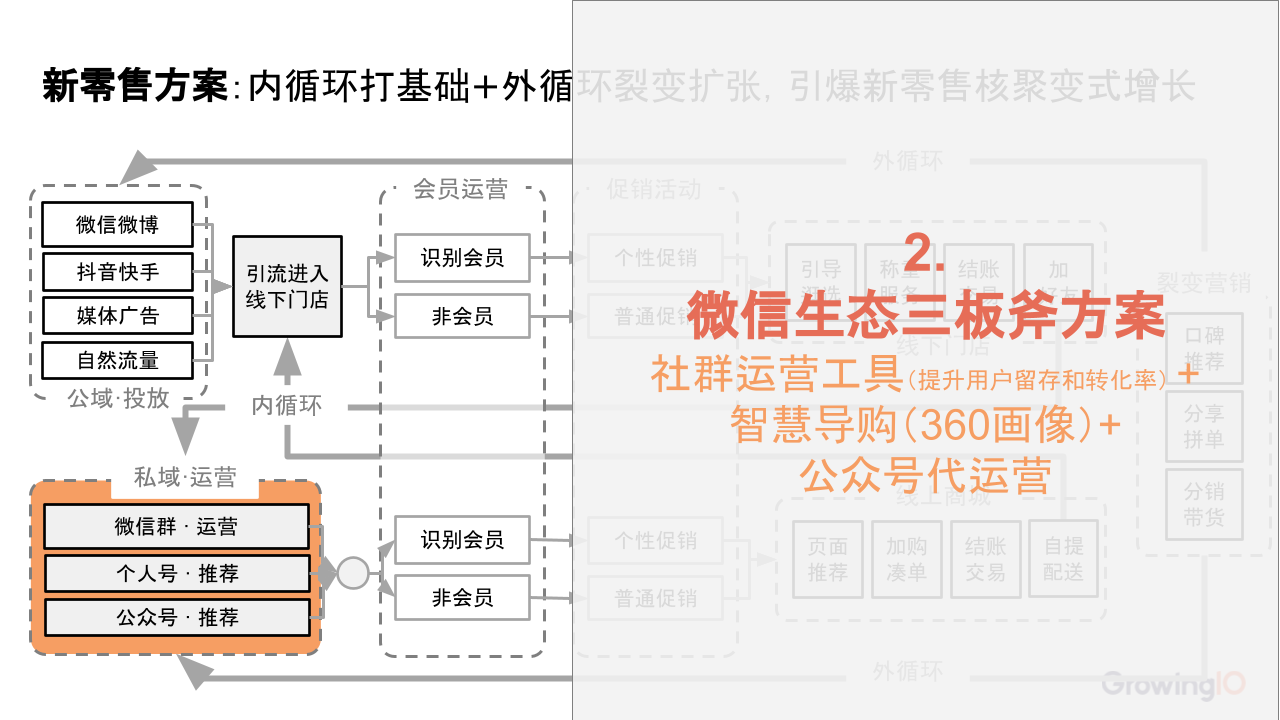 新零售方案：内循环打基础+外循环裂变扩张，引爆新零售核聚变式增长
外循环
会员运营
促销活动
微信微博
抖音快手
媒体广告
自然流量
公域·投放
引流进入
线下门店
识别会员
非会员
个性促销
普通促销
引导
称重
服务
结账
交易
加
好友
线下门店
裂变营销
口碑
推荐
分享
拼单
分销
带货
2.
微信生态三板斧方案
社群运营工具(提升用户留存和转化率)+
智慧导购(360画像)+
公众号代运营
内循环
私域·运营
微信群·运营
个人号·推荐
公众号·推荐
识别会员
非会员
个性促销
普通促销
线上商城
页面
推荐
加购
凑单
结账
交易
自提
配送
外循环
GrowingIO